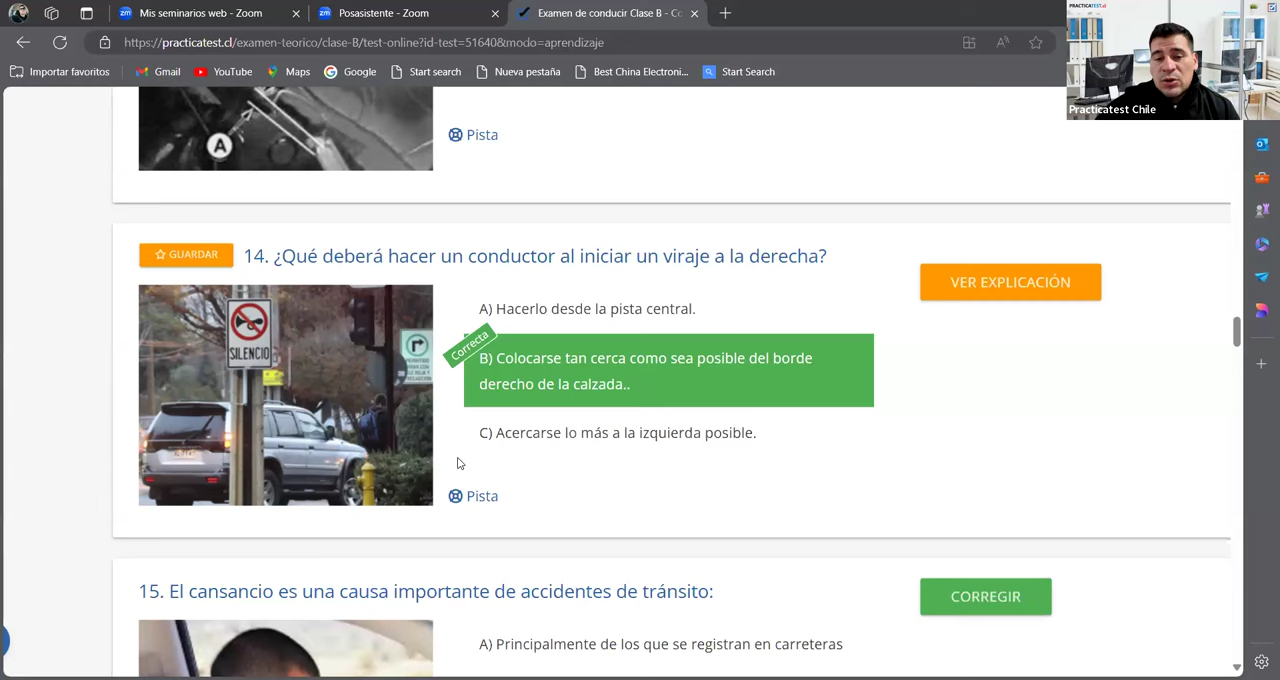 Mis seminarios web - Zoom
Posasistente - Zoom
Examen de conducir Clase B - Co
https://practicatest.cl/examen-teorico/clase-B/test-online?id-test=51640&modo=aprendizaje
Importar favoritos
Gmail
YouTube
Maps
Google
Start search
Nueva pestaña
Best China Electroni...
Start Search
PRACTICATEST.cl
Practicatest Chile
A
Pista
GUARDAR
14. ¿Qué deberá hacer un conductor al iniciar un viraje a la derecha?
VER EXPLICACIÓN
SILENCIO
A) Hacerlo desde la pista central.
Correcta
B) Colocarse tan cerca como sea posible del borde
derecho de la calzada..
C) Acercarse lo más a la izquierda posible.
Pista
15. El cansancio es una causa importante de accidentes de tránsito:
CORREGIR
A) Principalmente de los que se registran en carreteras